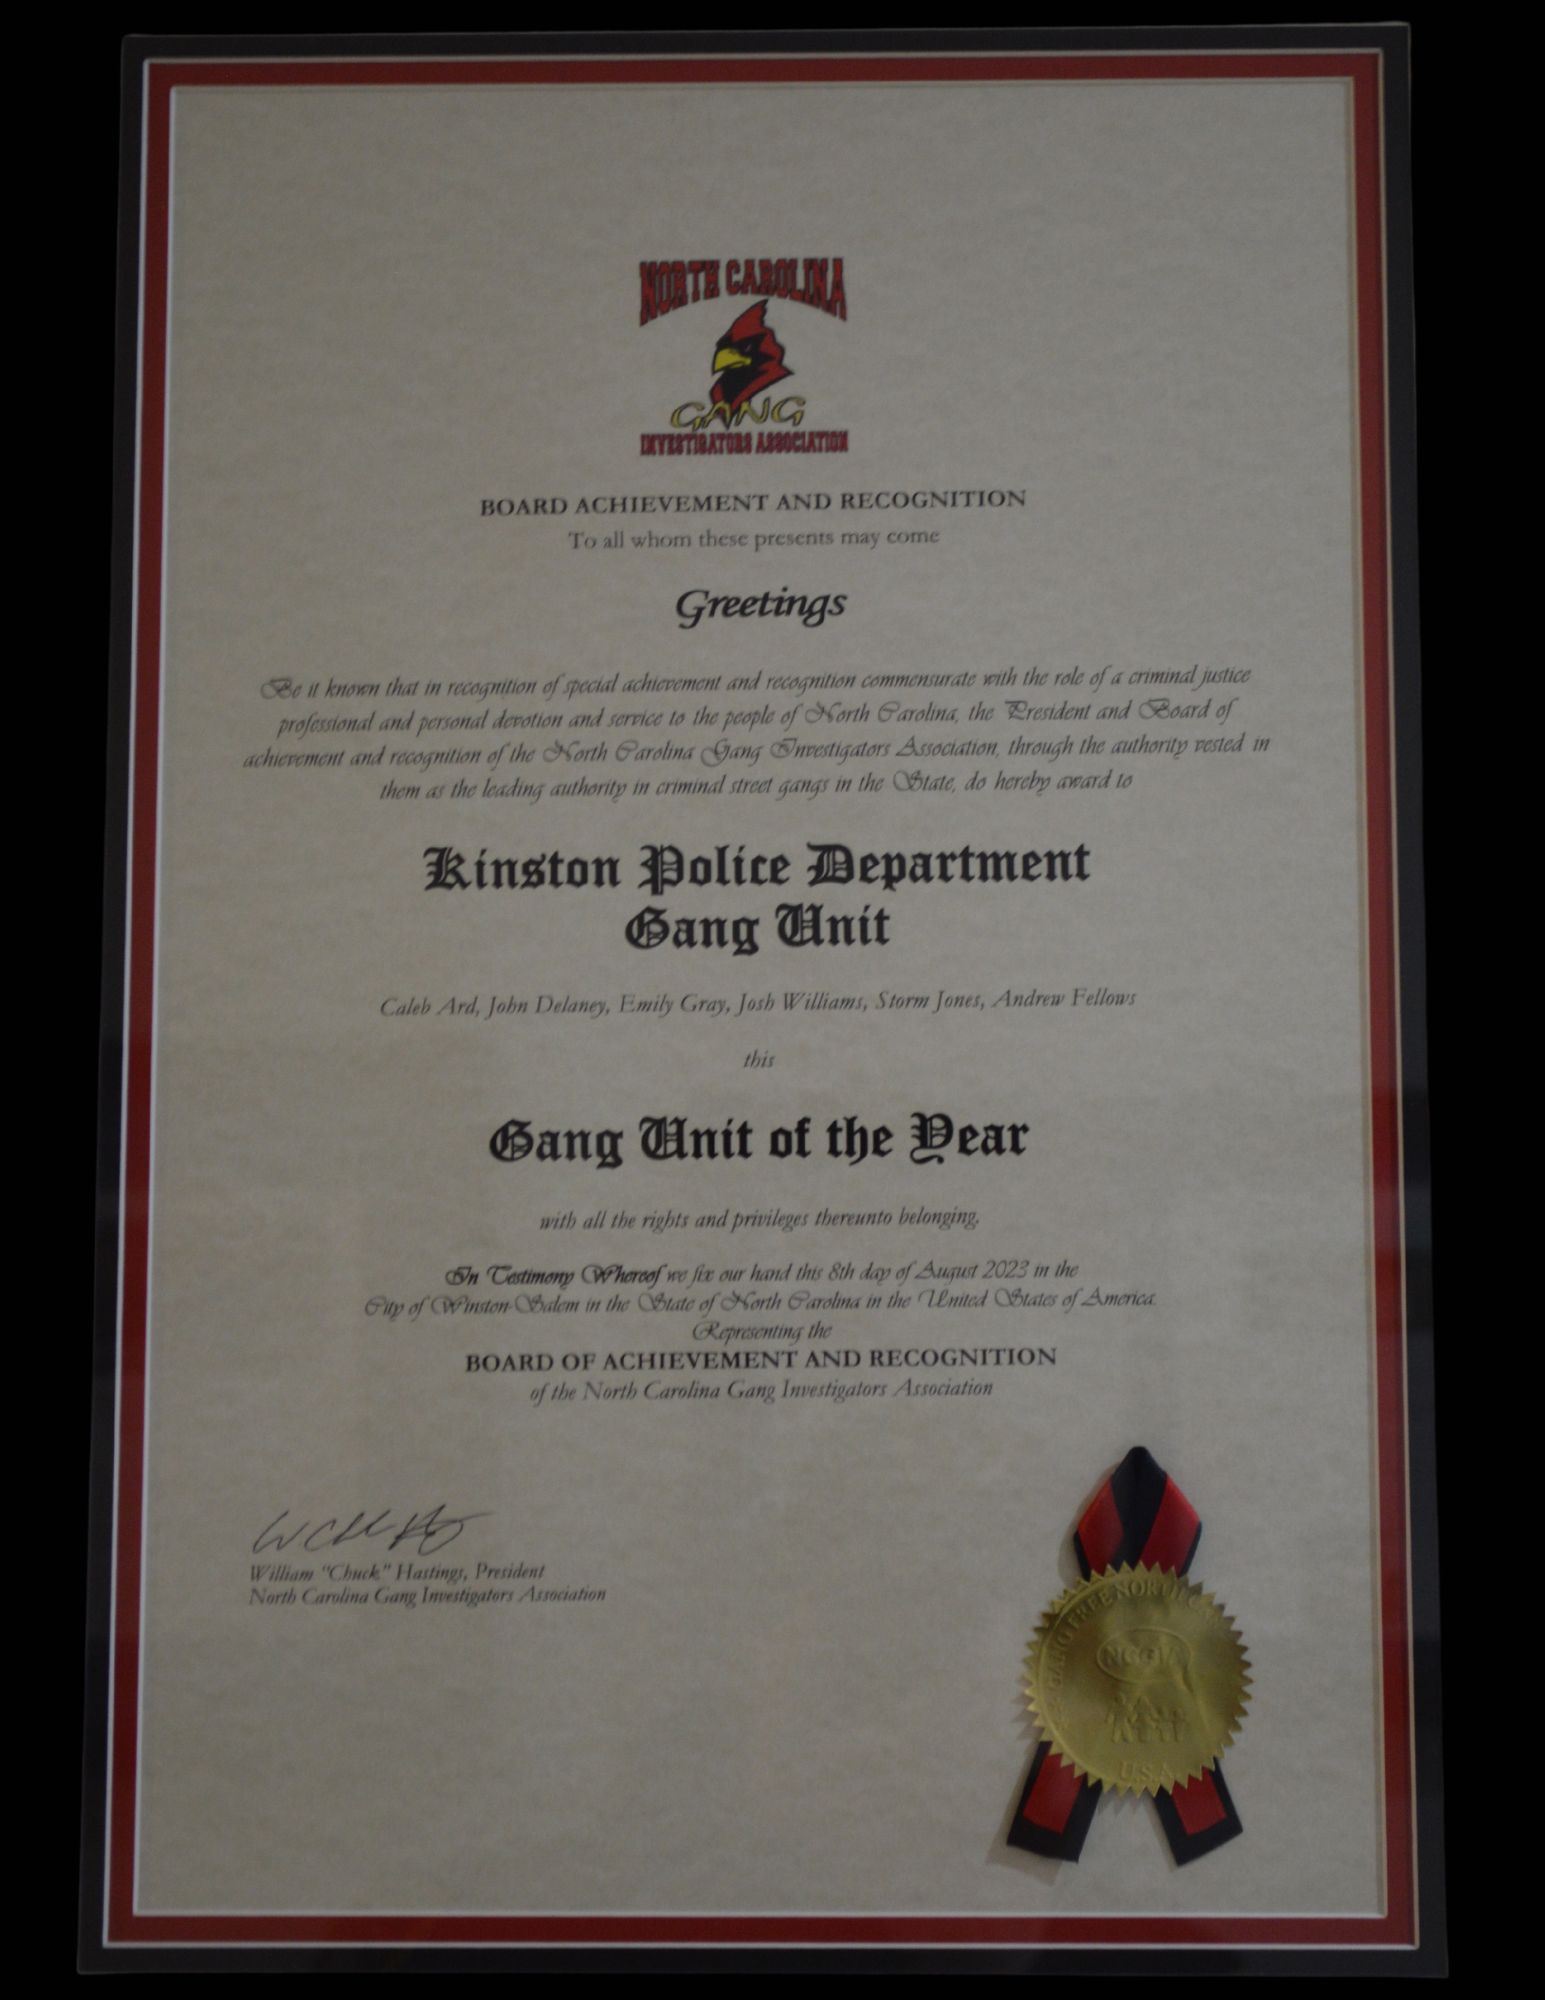 NORTH CAROLINA
GANG
INVESTIGATORS ASSOCIATION
BOARD ACHIEVEMENT AND RECOGNITION
To all whom these presents may come
Greetings
Be it known that in recognition of special achievement and recognition commensurate with the role of a criminal justice
professional and personal devotion and service to the people of North Carolina, the President and Board of
achievement and recognition of the North Carolina Gang Investigators Association, through the authority vested in
them as the leading authority in criminal street gangs in the State, do hereby award to
Kinston Police Department
Gang Unit
Caleb Ard, John Delaney, Emily Gray, Josh Williams, Storm Jones, Andrew Fellows
this
Gang Unit of the Year
with all the rights and privileges thereunto belonging.
In Testimony Whereof we fix our hand this 8th day of August 2023 in the
City of Winston-Salem in the State of North Carolina in the United States of America.
Representing the
BOARD OF ACHIEVEMENT AND RECOGNITION
of the North Carolina Gang Investigators Association
William "Chuck" Hastings, President
North Carolina Gang Investigators Association
GANG FREE NORTH
NCGIA
U.S.A.